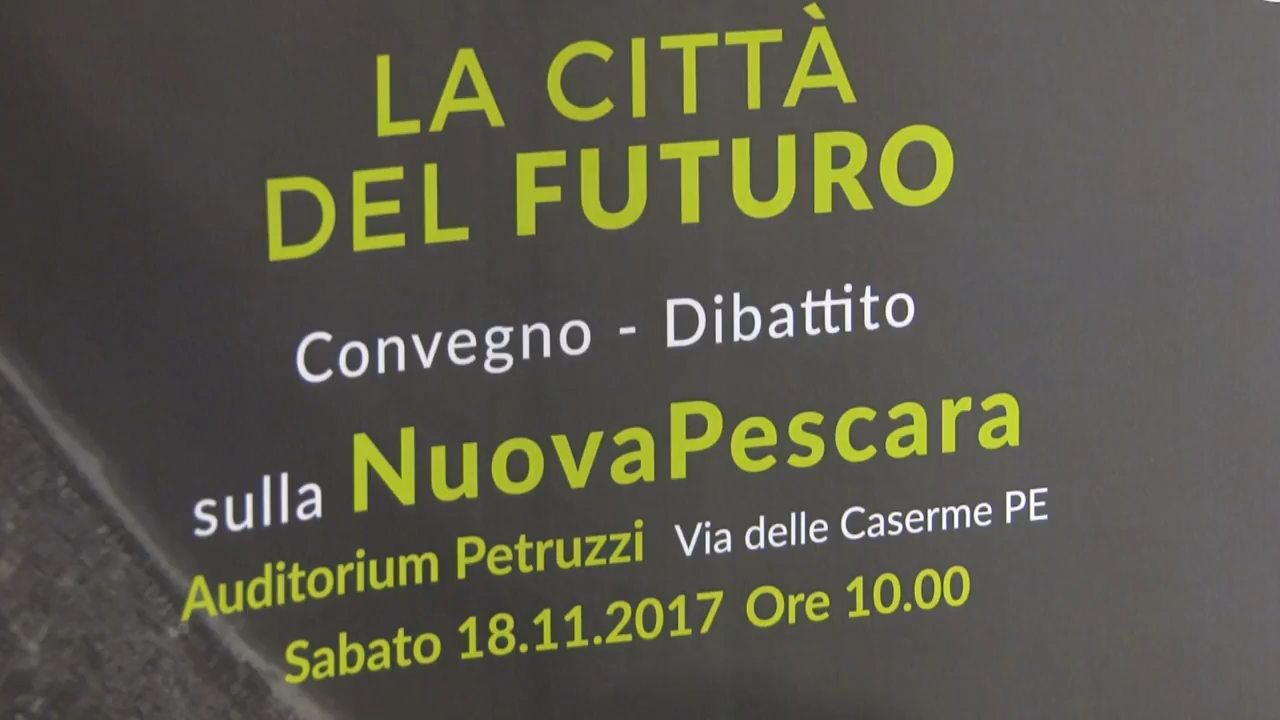 LA CITTÀ
DEL FUTURO
Convegno - Dibattito
sulla NuovaPescara
Auditorium Petruzzi Via delle Caserme PE
Sabato 18.11.2017 Ore 10.00